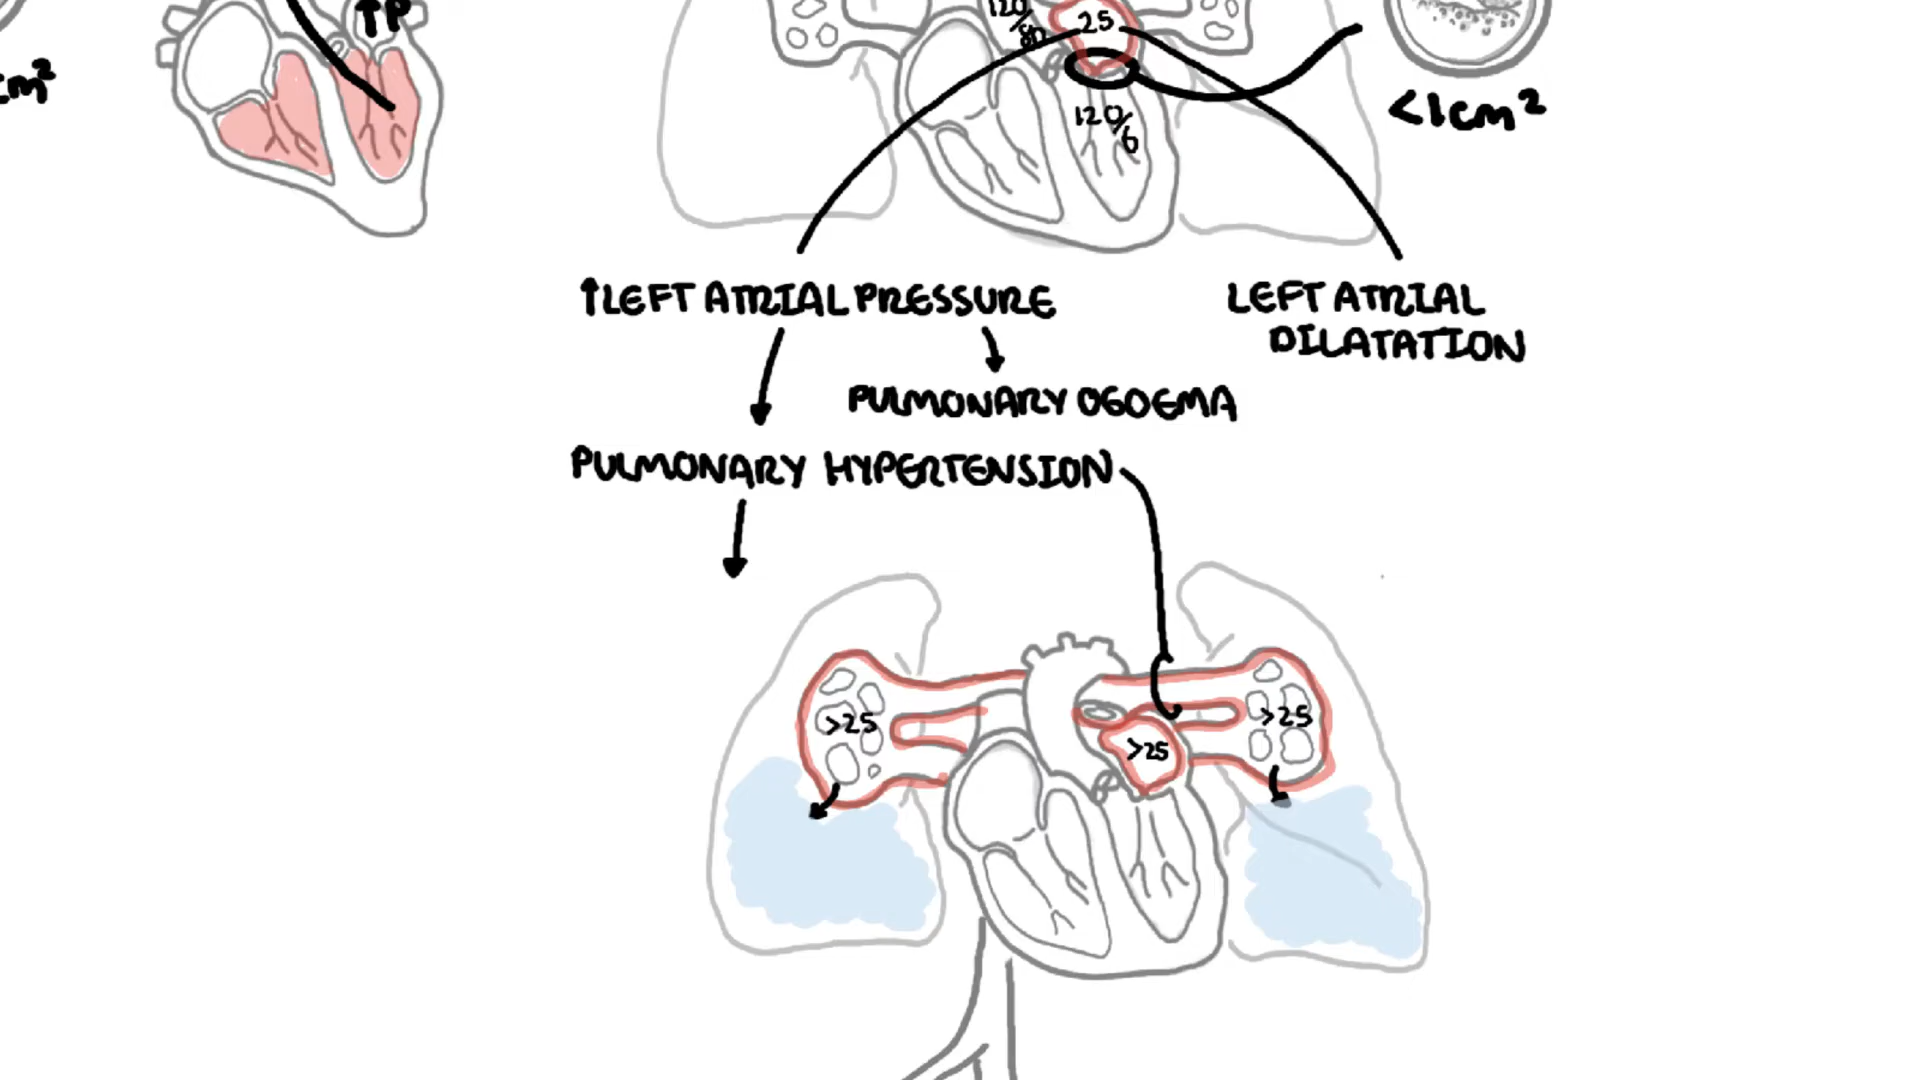 ↑P
cm²
120/80
25
120/6
<1cm²
↑LEFT ATRIAL PRESSURE
LEFT ATRIAL
DILATATION
PULMONARY OEDEMA
PULMONARY HYPERTENSION
>25
>25
>25